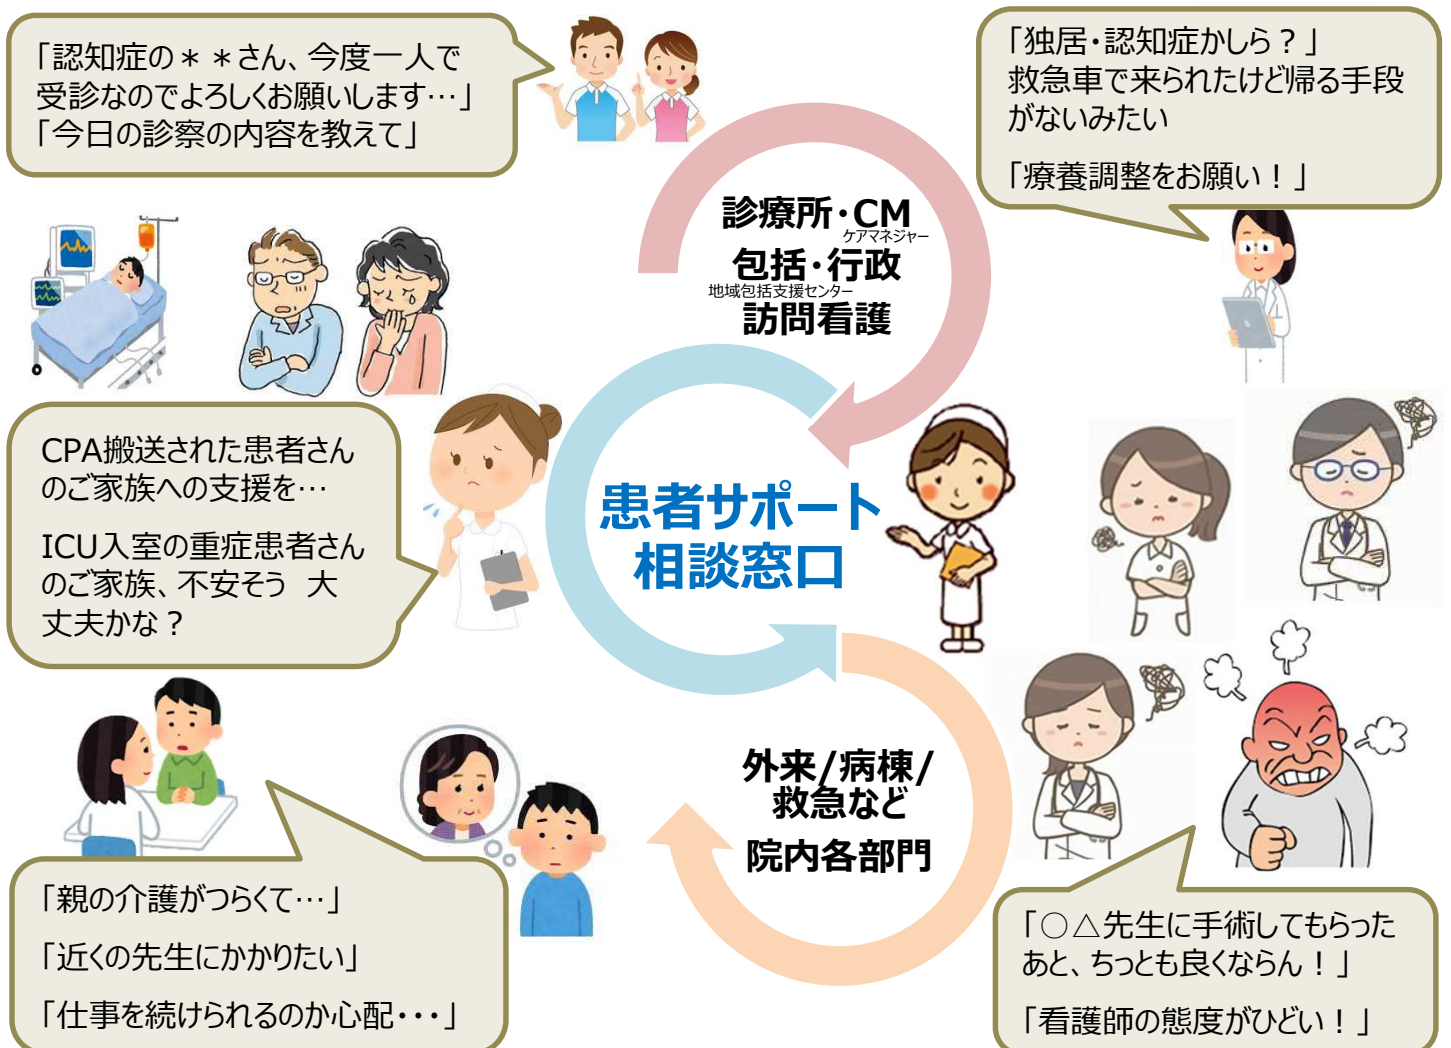 「認知症の＊＊さん、今度一人で
受診なのでよろしくお願いします…」
「今日の診察の内容を教えて」
「独居・認知症かしら？」
救急車で来られたけど帰る手段
がないみたい
「療養調整をお願い！」
診療所・CM
ケアマネジャー
包括・行政
地域包括支援センター
訪問看護
CPA搬送された患者さん
のご家族への支援を…
ICU入室の重症患者さん
のご家族、不安そう　大
丈夫かな？
患者サポート
相談窓口
外来/病棟/
救急など
院内各部門
「親の介護がつらくて…」
「近くの先生にかかりたい」
「仕事を続けられるのか心配・・・」
「○△先生に手術してもらった
あと、ちっとも良くならん！」
「看護師の態度がひどい！」